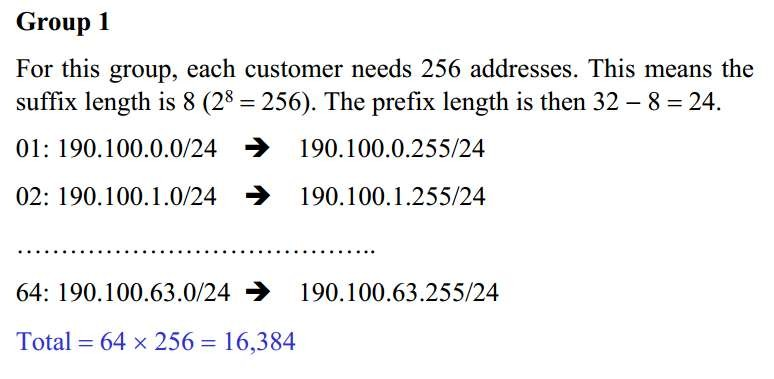 Group 1
For this group, each customer needs 256 addresses. This means the
suffix length is 8 (2⁸ = 256). The prefix length is then 32 – 8 = 24.
01: 190.100.0.0/24 ➔ 190.100.0.255/24
02: 190.100.1.0/24 ➔ 190.100.1.255/24
…………………………………..
64: 190.100.63.0/24 ➔ 190.100.63.255/24
Total = 64 × 256 = 16,384